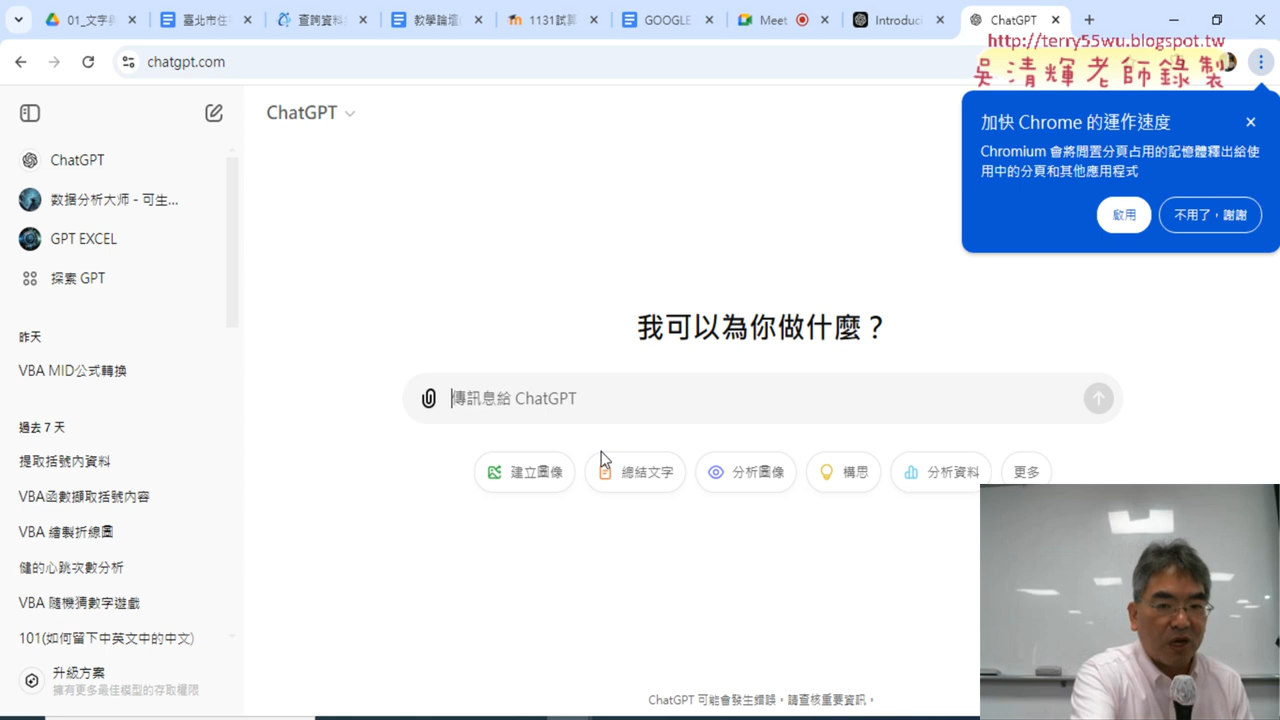 01_文字
臺北市住
查詢資料
教學論壇
1131試算
GOOGLE
Meet
Introduc
ChatGPT
chatgpt.com
http://terry55wu.blogspot.tw
吳清輝老師錄製
加快 Chrome 的運作速度
Chromium 會將閒置分頁占用的記憶體釋出給使
用中的分頁和其他應用程式
啟用
不用了，謝謝
ChatGPT
ChatGPT
数据分析大师 - 可生...
GPT EXCEL
探索 GPT
昨天
VBA MID公式轉換
過去 7 天
提取括號內資料
VBA函數擷取括號內容
VBA 繪製折線圖
健的心跳次數分析
VBA 隨機猜數字遊戲
101(如何留下中英文中的中文)
升級方案
擁有更多最佳模型的存取權限
我可以為你做什麼？
傳訊息給 ChatGPT
建立圖像
總結文字
分析圖像
構思
分析資料
更多
ChatGPT 可能會發生錯誤。請查核重要資訊。